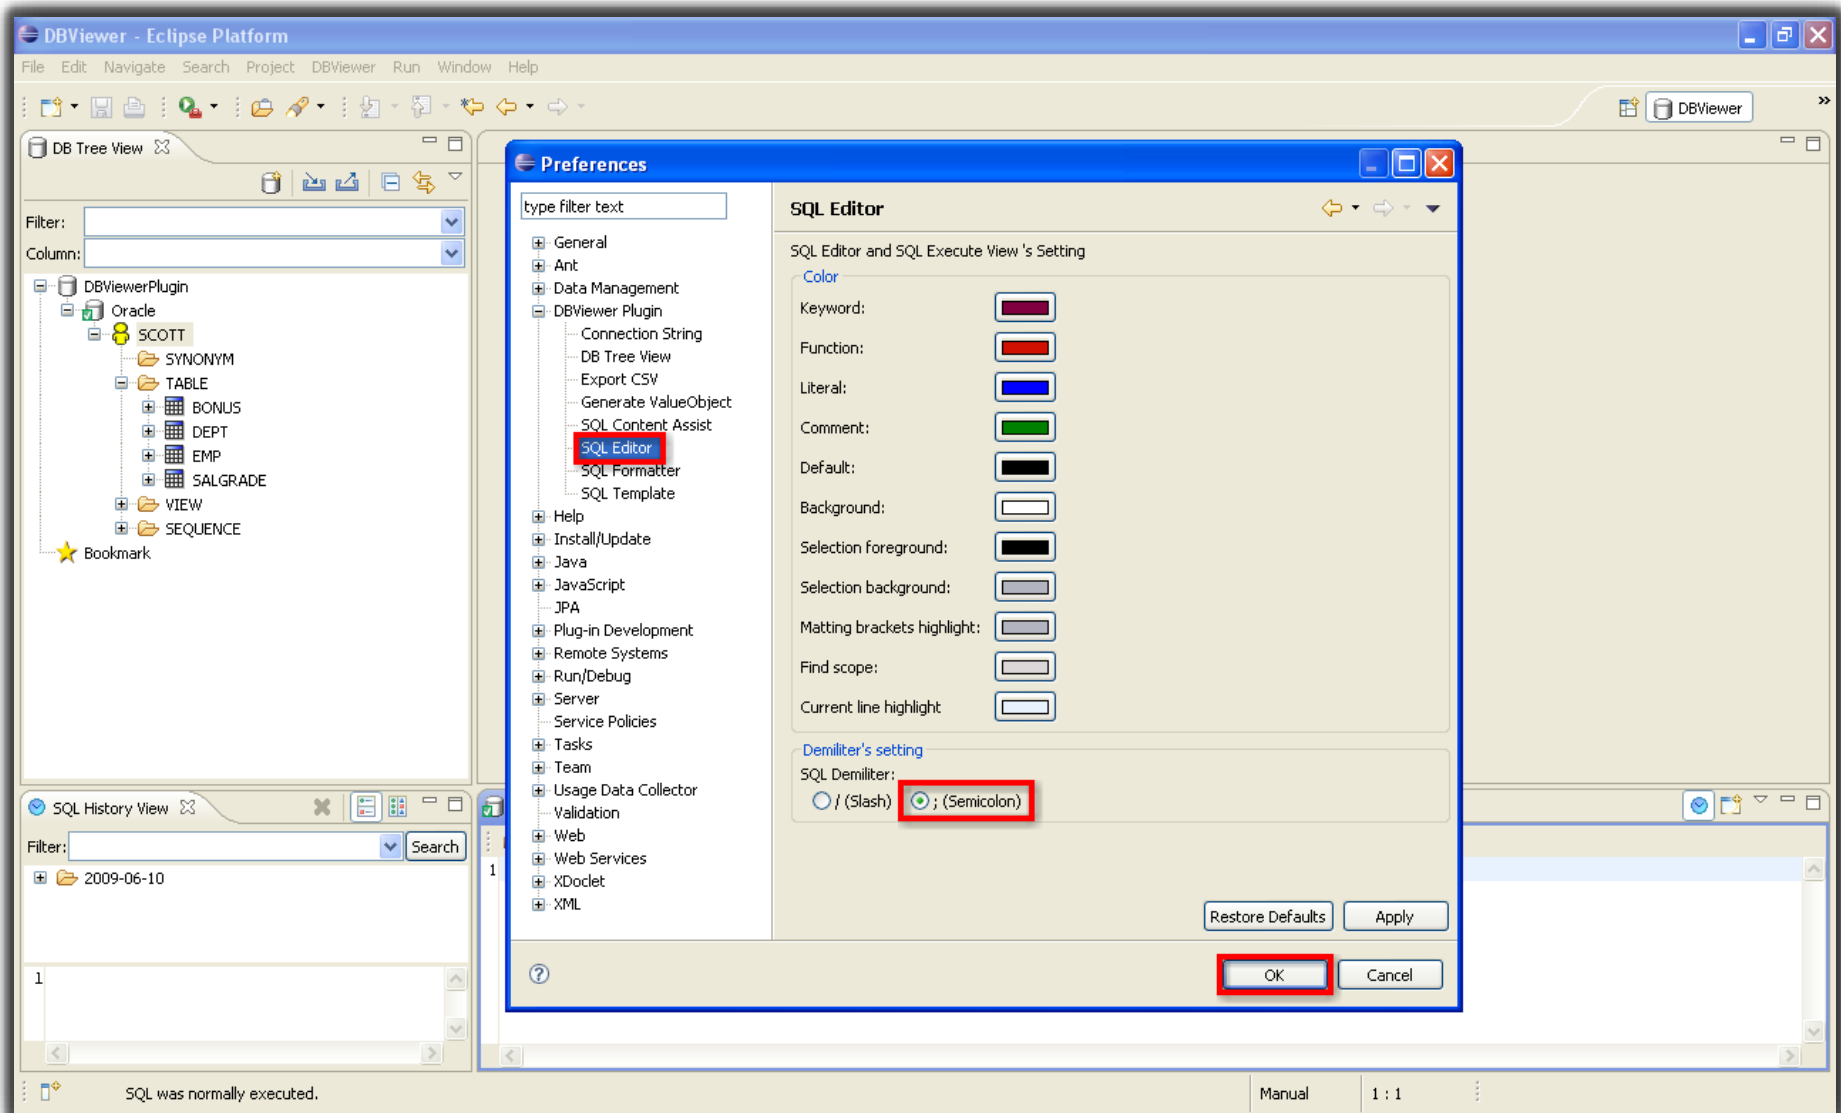 DBViewer - Eclipse Platform
File Edit Navigate Search Project DBViewer Run Window Help
DBViewer
»
DB Tree View
Filter:
Column:
DBViewerPlugin
Oracle
SCOTT
SYNONYM
TABLE
BONUS
DEPT
EMP
SALGRADE
VIEW
SEQUENCE
Bookmark
SQL History View
Filter:
Search
2009-06-10
1
Preferences
type filter text
General
Ant
Data Management
DBViewer Plugin
Connection String
DB Tree View
Export CSV
Generate ValueObject
SQL Content Assist
SQL Editor
SQL Formatter
SQL Template
Help
Install/Update
Java
JavaScript
JPA
Plug-in Development
Remote Systems
Run/Debug
Server
Service Policies
Tasks
Team
Usage Data Collector
Validation
Web
Web Services
XDoclet
XML
SQL Editor
SQL Editor and SQL Execute View 's Setting
Color
Keyword:
Function:
Literal:
Comment:
Default:
Background:
Selection foreground:
Selection background:
Matting brackets highlight:
Find scope:
Current line highlight
Demiliter's setting
SQL Demiliter:
/ (Slash) ; (Semicolon)
Restore Defaults Apply
OK Cancel
1
SQL was normally executed.
Manual 1 : 1